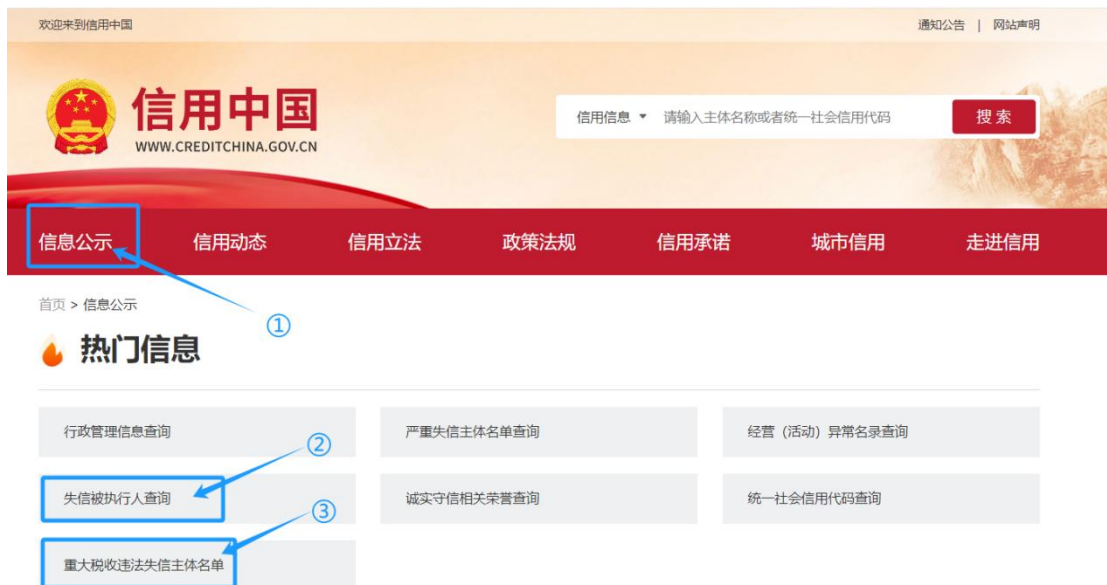 欢迎来到信用中国
通知公告 | 网站声明
信用中国
WWW.CREDITCHINA.GOV.CN
信用信息 请输入主体名称或者统一社会信用代码 搜索
信息公示 信用动态 信用立法 政策法规 信用承诺 城市信用 走进信用
首页 > 信息公示
①
热门信息
行政管理信息查询 严重失信主体名单查询 经营（活动）异常名录查询
②
失信被执行人查询 诚实守信相关荣誉查询 统一社会信用代码查询
③
重大税收违法失信主体名单